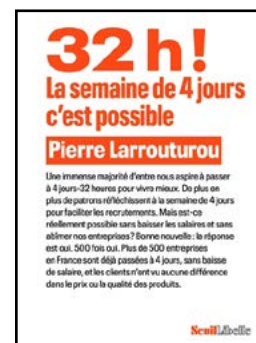 32 h !
La semaine de 4 jours
c'est possible
Pierre Larrouturou
Une immense majorité d'entre nous aspire à passer
à 4 jours-32 heures pour vivre mieux. De plus en
plus de patrons réfléchissent à la semaine de 4 jours
pour faciliter les recrutements. Mais est-ce
réellement possible sans baisser les salaires et sans
abîmer nos entreprises ? Bonne nouvelle : la réponse
est oui. 500 fois oui. Plus de 500 entreprises
en France sont déjà passées à 4 jours, sans baisse
de salaire, et les clients n'ont vu aucune différence
dans le prix ou la qualité des produits.
Seuil Libelle